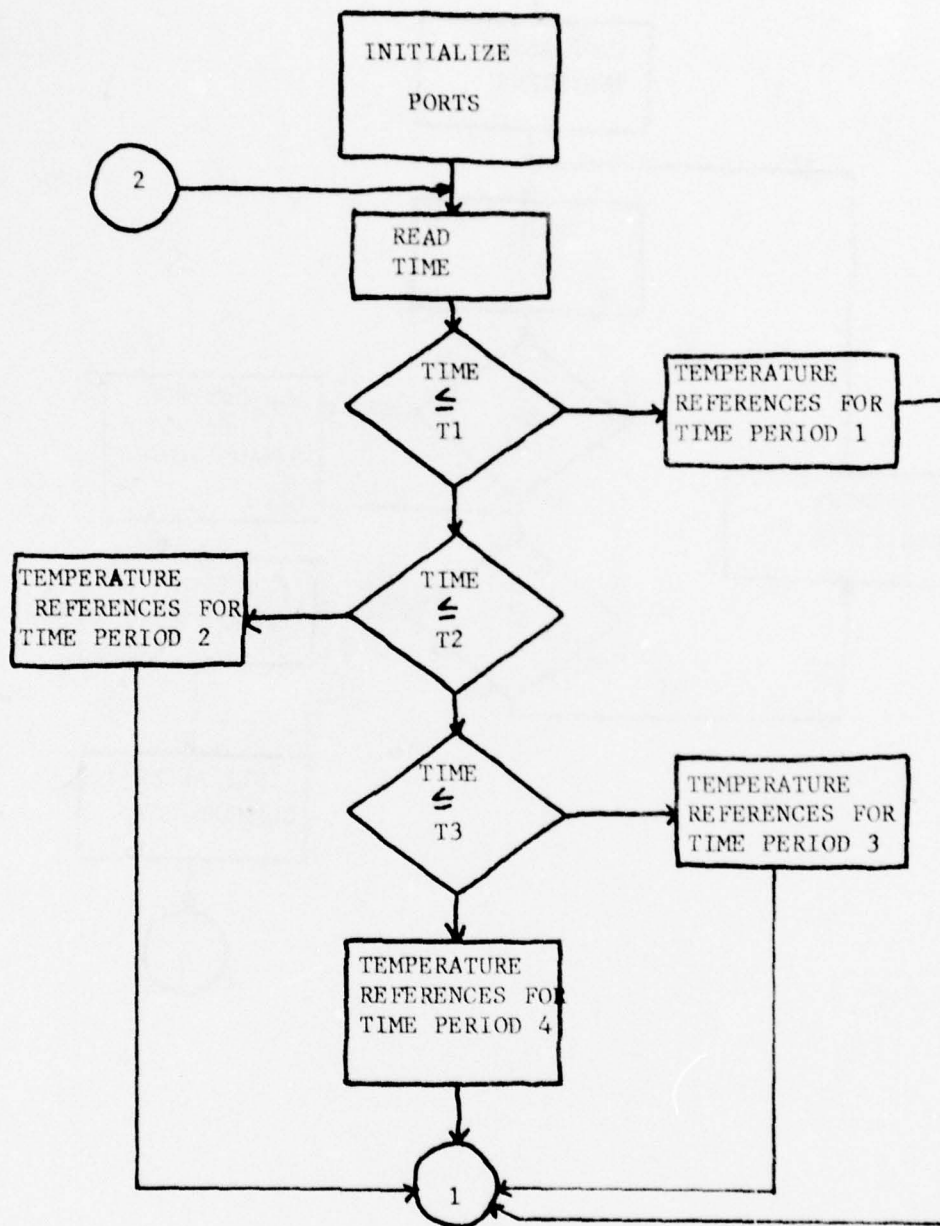 INITIALIZE
PORTS
2
READ
TIME
TIME
≤
T1
TEMPERATURE
REFERENCES FOR
TIME PERIOD 1
TEMPERATURE
REFERENCES FOR
TIME PERIOD 2
TIME
≤
T2
TIME
≤
T3
TEMPERATURE
REFERENCES FOR
TIME PERIOD 3
TEMPERATURE
REFERENCES FOR
TIME PERIOD 4
1